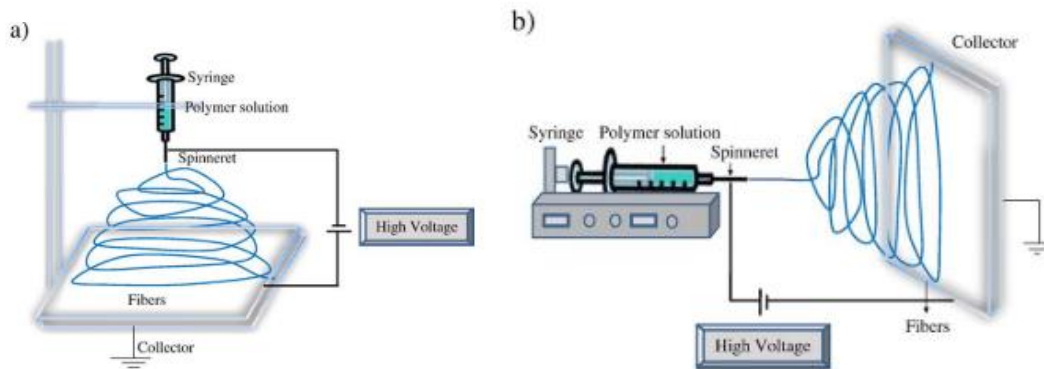 a)
Syringe
Polymer solution
Spinneret
High Voltage
Fibers
Collector
b)
Collector
Syringe
Polymer solution
Spinneret
Fibers
High Voltage